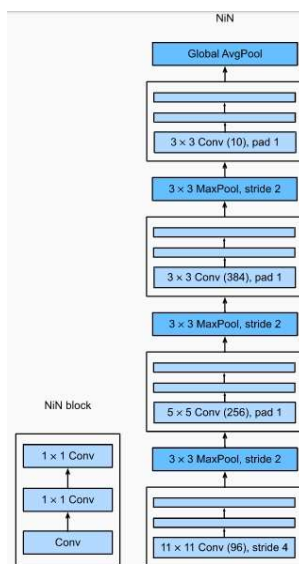 NiN
Global AvgPool
3 × 3 Conv (10), pad 1
3 × 3 MaxPool, stride 2
3 × 3 Conv (384), pad 1
3 × 3 MaxPool, stride 2
5 × 5 Conv (256), pad 1
3 × 3 MaxPool, stride 2
11 × 11 Conv (96), stride 4
NiN block
1 × 1 Conv
1 × 1 Conv
Conv